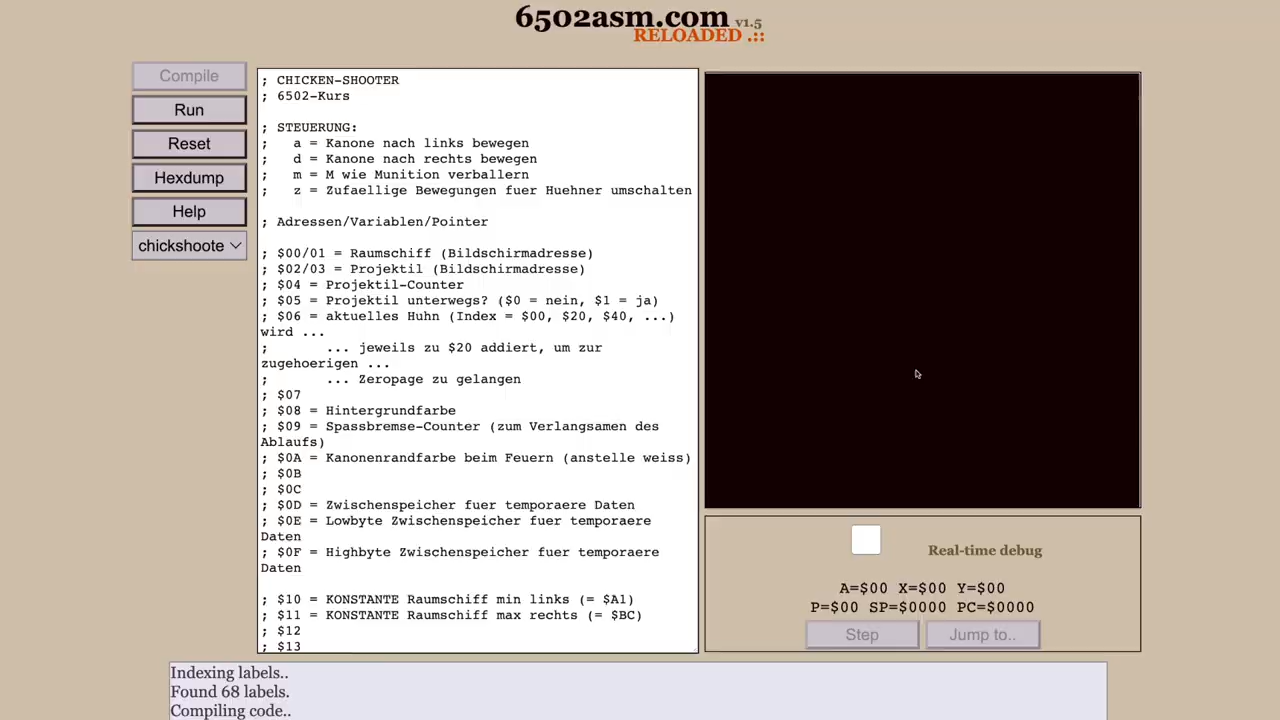 6502asm.com v1.5
RELOADED .::
Compile
Run
Reset
Hexdump
Help
chickshoote
; CHICKEN-SHOOTER
; 6502-Kurs
; STEUERUNG:
;   a = Kanone nach links bewegen
;   d = Kanone nach rechts bewegen
;   m = M wie Munition verballern
;   z = Zufaellige Bewegungen fuer Huehner umschalten
; Adressen/Variablen/Pointer
; $00/01 = Raumschiff (Bildschirmadresse)
; $02/03 = Projektil (Bildschirmadresse)
; $04 = Projektil-Counter
; $05 = Projektil unterwegs? ($0 = nein, $1 = ja)
; $06 = aktuelles Huhn (Index = $00, $20, $40, ...)
wird ...
;       ... jeweils zu $20 addiert, um zur
zugehoerigen ...
;       ... Zeropage zu gelangen
; $07
; $08 = Hintergrundfarbe
; $09 = Spassbremse-Counter (zum Verlangsamen des
Ablaufs)
; $0A = Kanonenrandfarbe beim Feuern (anstelle weiss)
; $0B
; $0C
; $0D = Zwischenspeicher fuer temporaere Daten
; $0E = Lowbyte Zwischenspeicher fuer temporaere
Daten
; $0F = Highbyte Zwischenspeicher fuer temporaere
Daten
; $10 = KONSTANTE Raumschiff min links (= $A1)
; $11 = KONSTANTE Raumschiff max rechts (= $BC)
; $12
; $13
Real-time debug
A=$00 X=$00 Y=$00
P=$00 SP=$0000 PC=$0000
Step
Jump to..
Indexing labels..
Found 68 labels.
Compiling code..